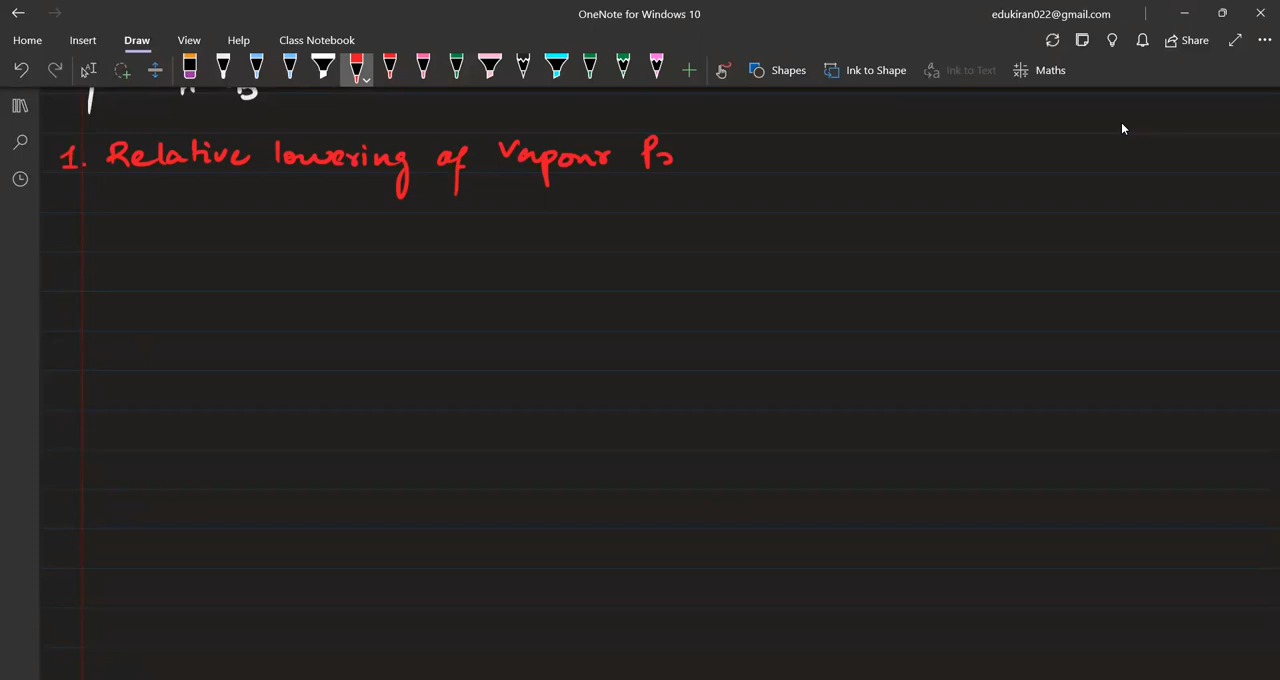 OneNote for Windows 10
edukiran022@gmail.com
Home Insert Draw View Help Class Notebook
Share
Shapes Ink to Shape Ink to Text Maths
1. Relative lowering of Vapour